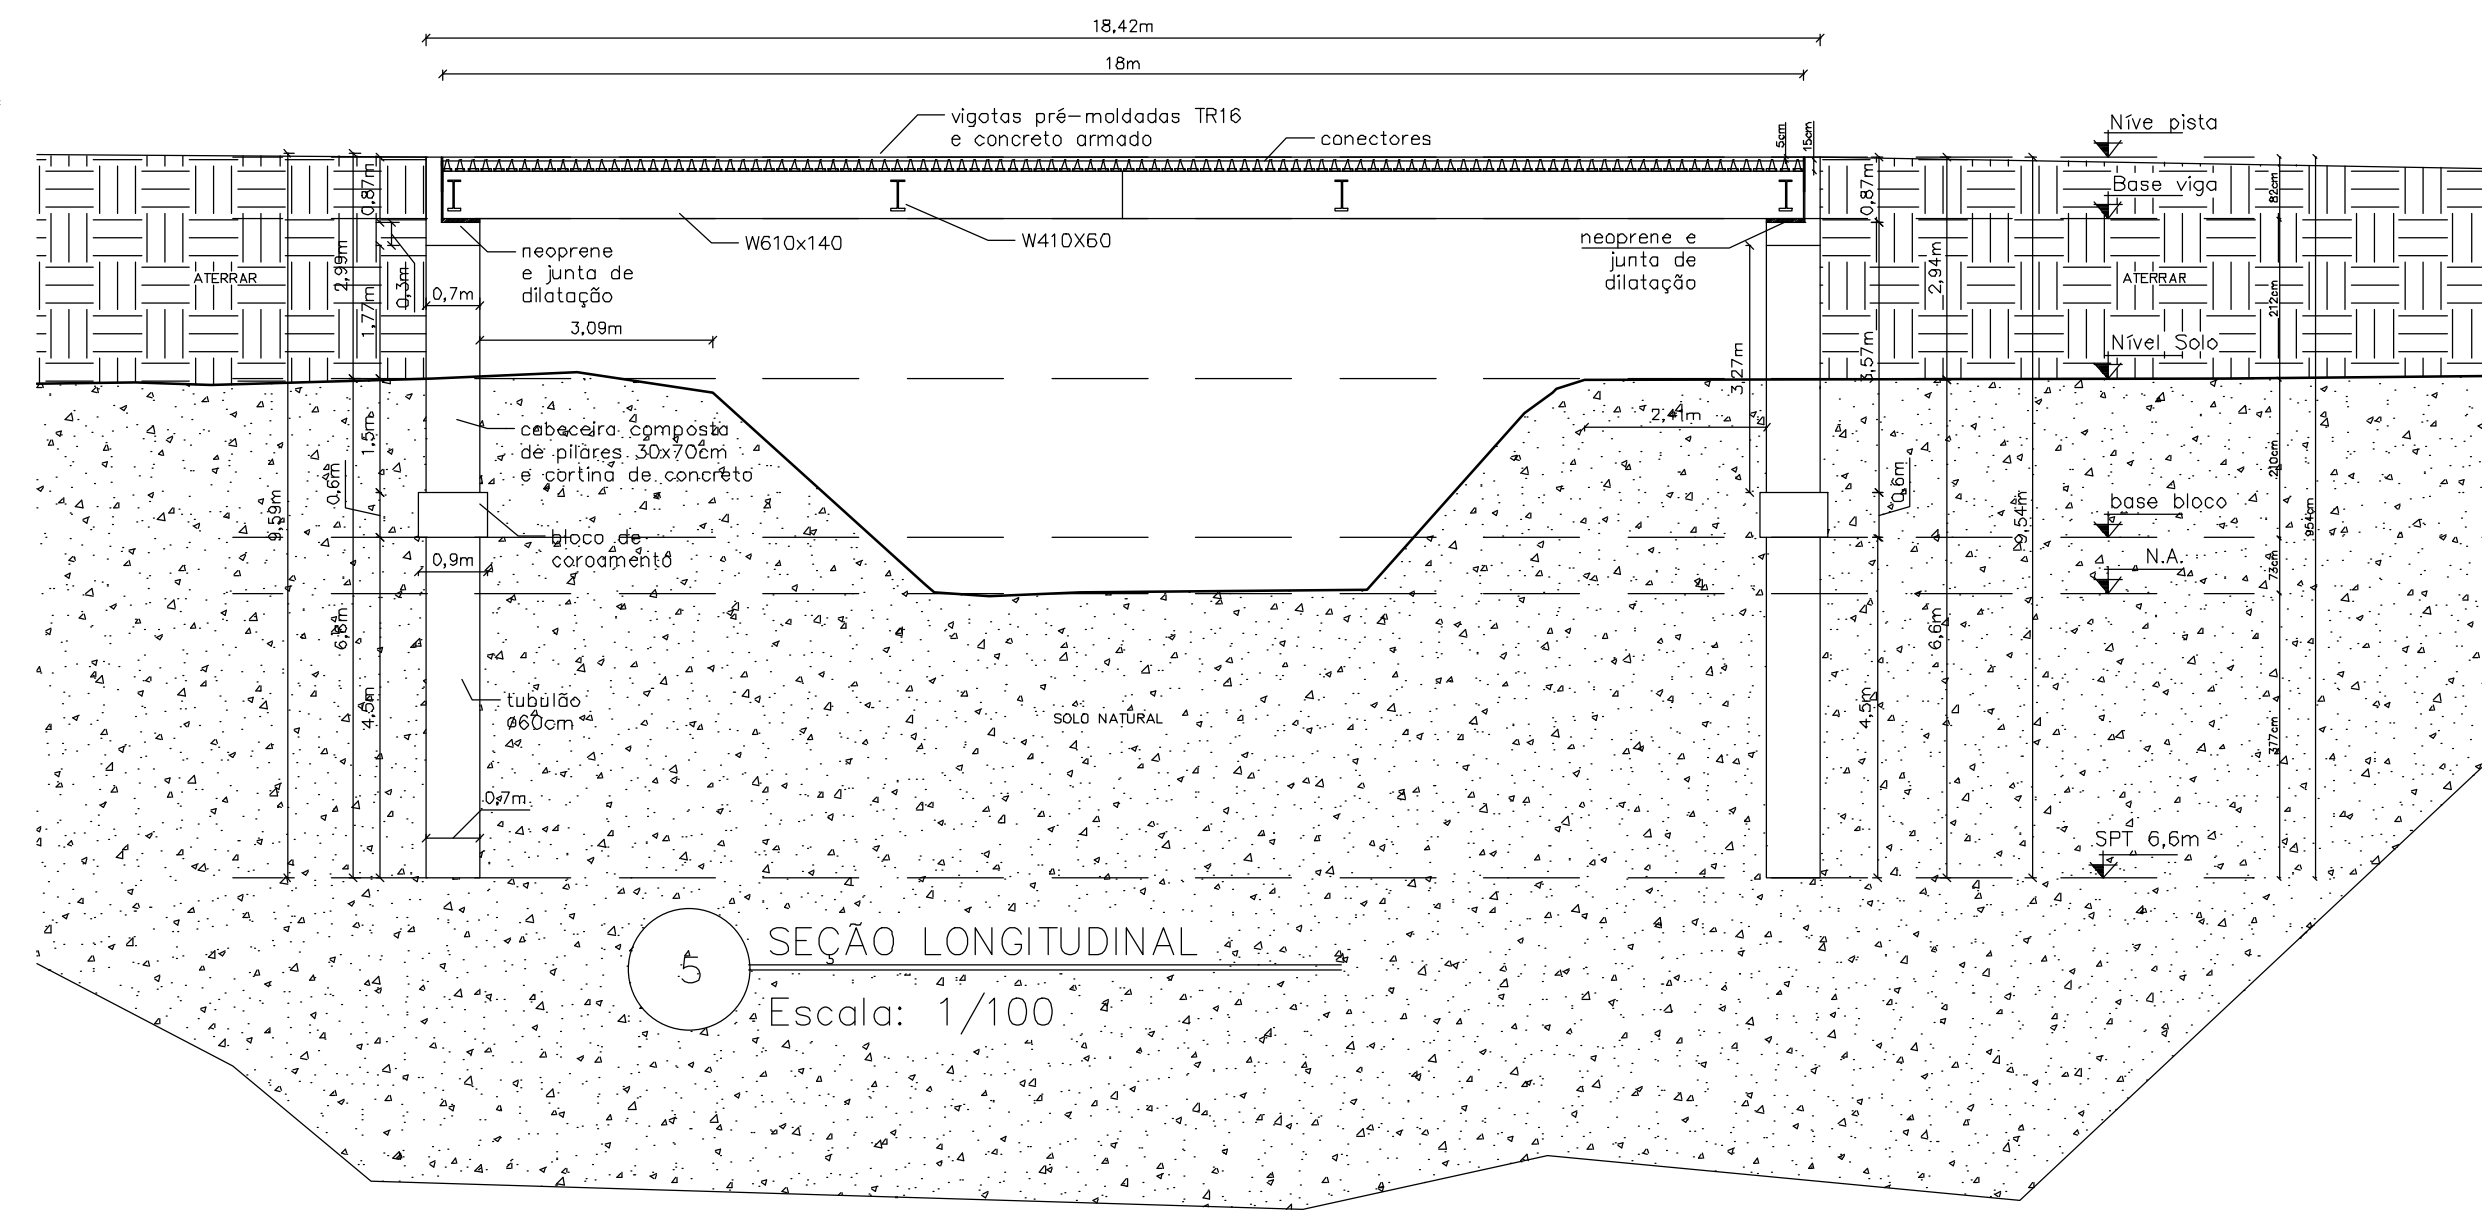 18,42m
18m
vigotas pré-moldadas TR16
e concreto armado
conectores
5cm
15cm
Níve pista
Base viga
0,87m
0,87m
82cm
W610x140
W410X60
neoprene
e junta de
dilatação
neoprene e
junta de
dilatação
ATERRAR
ATERRAR
2,99m
0,3m
1,77m
0,7m
3,09m
2,94m
212cm
Nível Solo
3,27m
3,57m
2,41m
1,5m
cabeceira composta
de pilares 30x70cm
e cortina de concreto
0,6m
0,6m
9,59m
9,54m
210cm
954cm
base bloco
bloco de
coroamento
0,9m
N.A.
73cm
6,6m
6,6m
4,5m
4,5m
tubulão
ø60cm
SOLO NATURAL
377cm
0,7m
SPT 6,6m
5
SEÇÃO LONGITUDINAL
Escala: 1/100